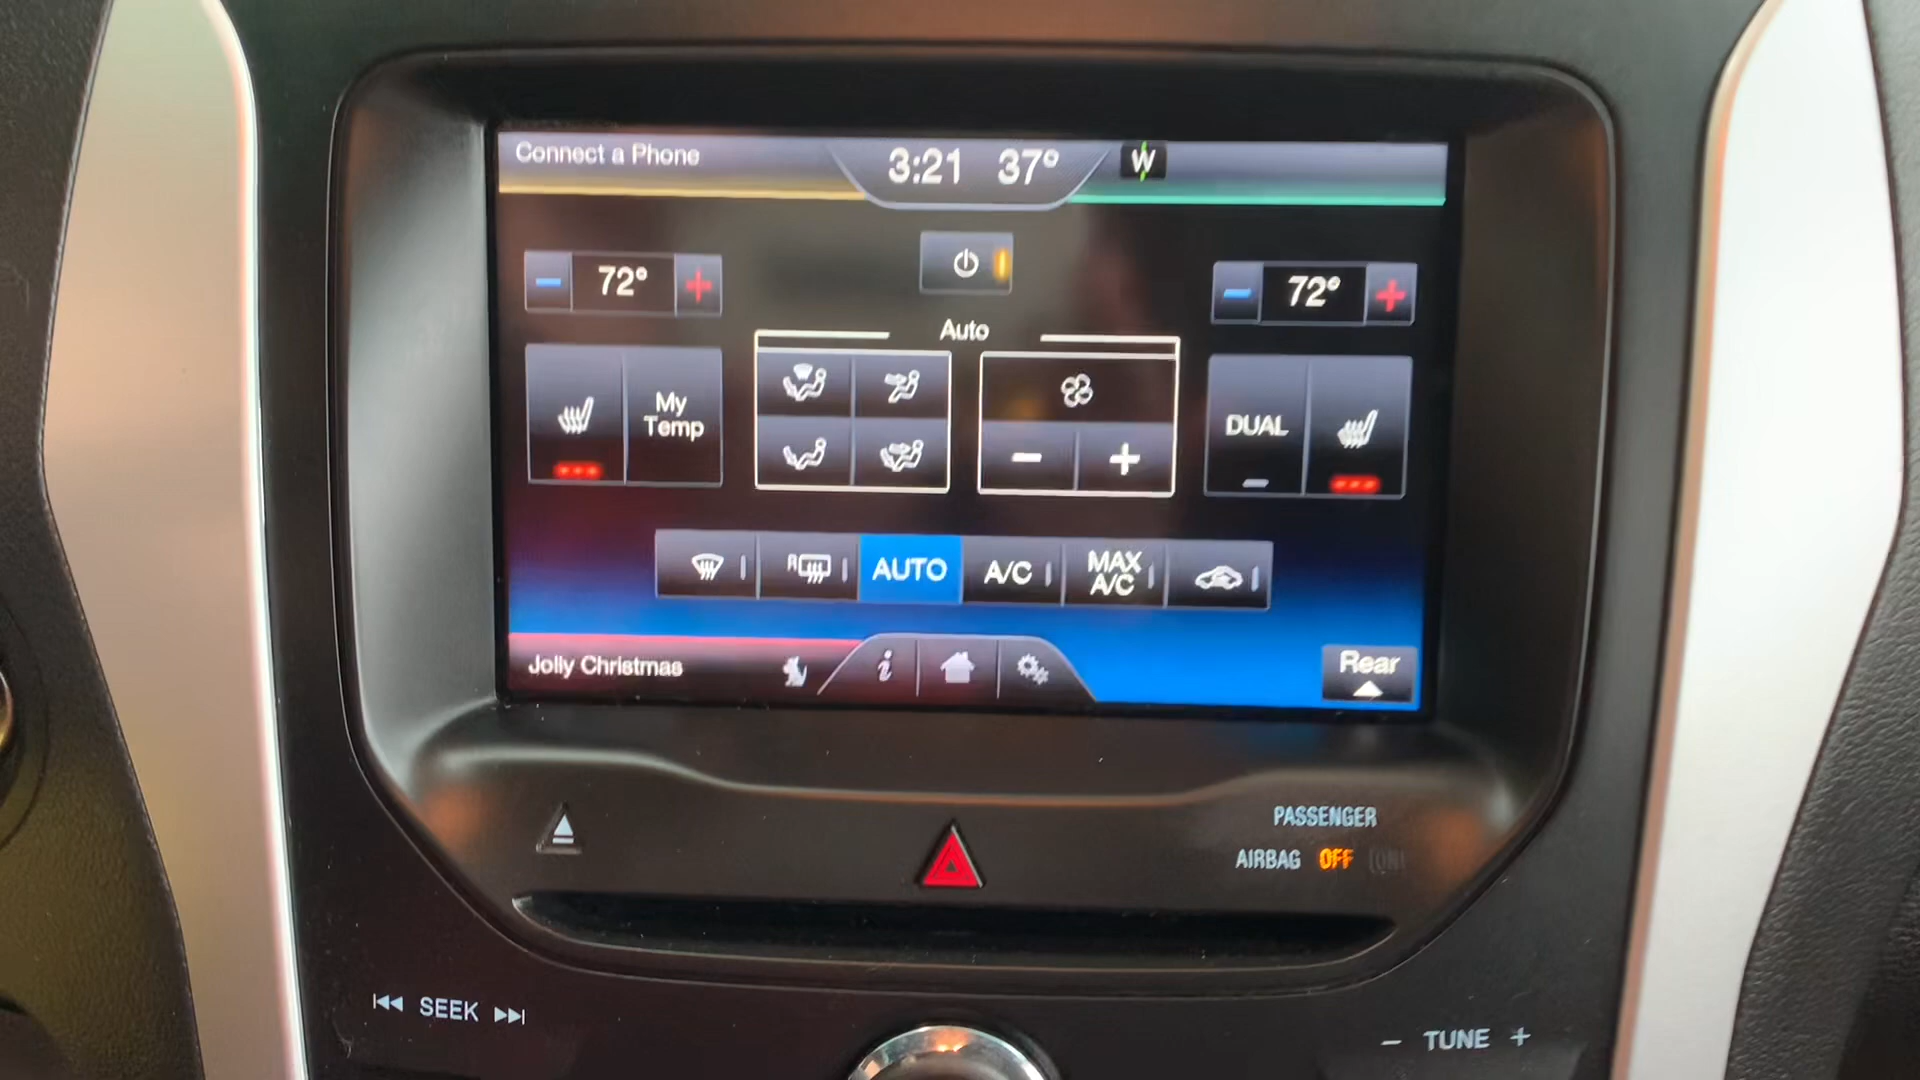 Connect a Phone
3:21 37° W
72°
72°
Auto
My
Temp
DUAL
R
AUTO
A/C
MAX
A/C
Jolly Christmas
i
Rear
PASSENGER
AIRBAG OFF ON
SEEK
TUNE